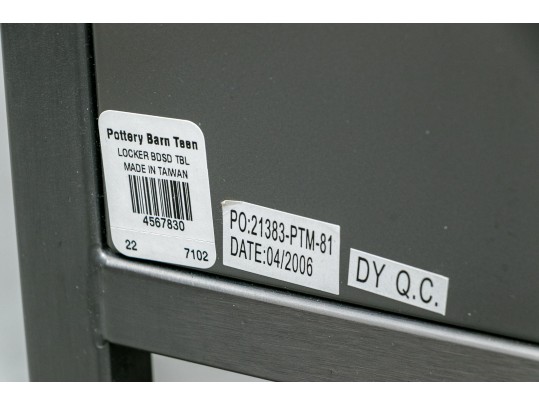 Pottery Barn Teen
LOCKER BDSD TBL
MADE IN TAIWAN
4567830
22 7102
PO:21383-PTM-81
DATE:04/2006
DY Q.C.